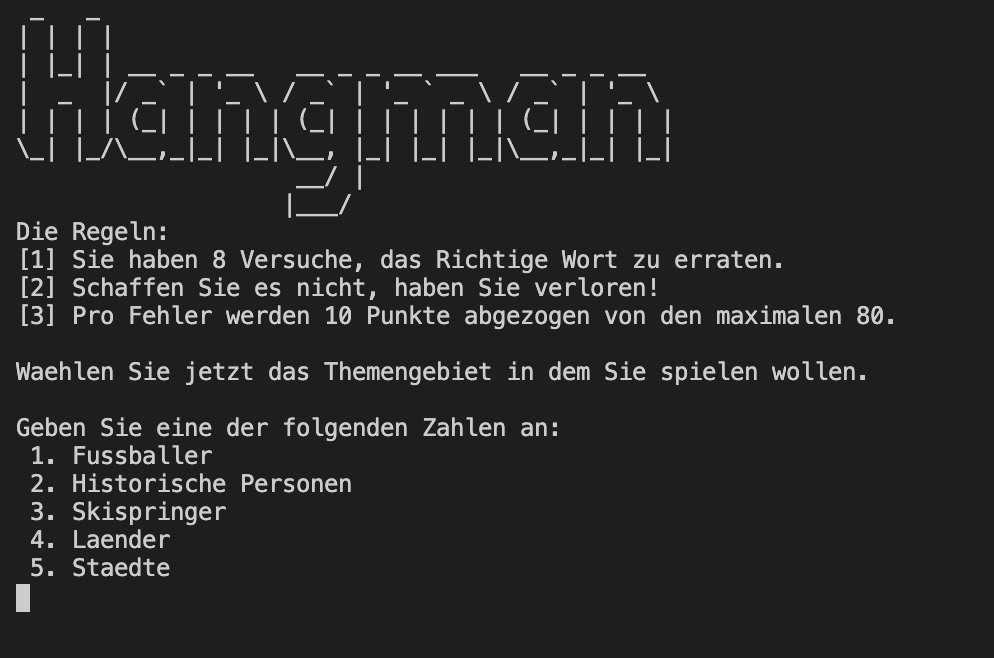 Hangman
Die Regeln:
[1] Sie haben 8 Versuche, das Richtige Wort zu erraten.
[2] Schaffen Sie es nicht, haben Sie verloren!
[3] Pro Fehler werden 10 Punkte abgezogen von den maximalen 80.
Waehlen Sie jetzt das Themengebiet in dem Sie spielen wollen.
Geben Sie eine der folgenden Zahlen an:
1. Fussballer
2. Historische Personen
3. Skispringer
4. Laender
5. Staedte